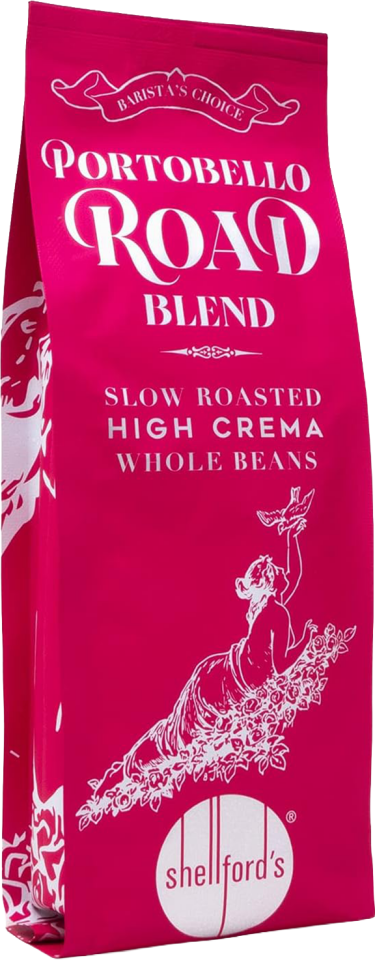 BARISTA'S CHOICE
PORTOBELLO
ROAD
BLEND
SLOW ROASTED
HIGH CREMA
WHOLE BEANS
shellford's ®